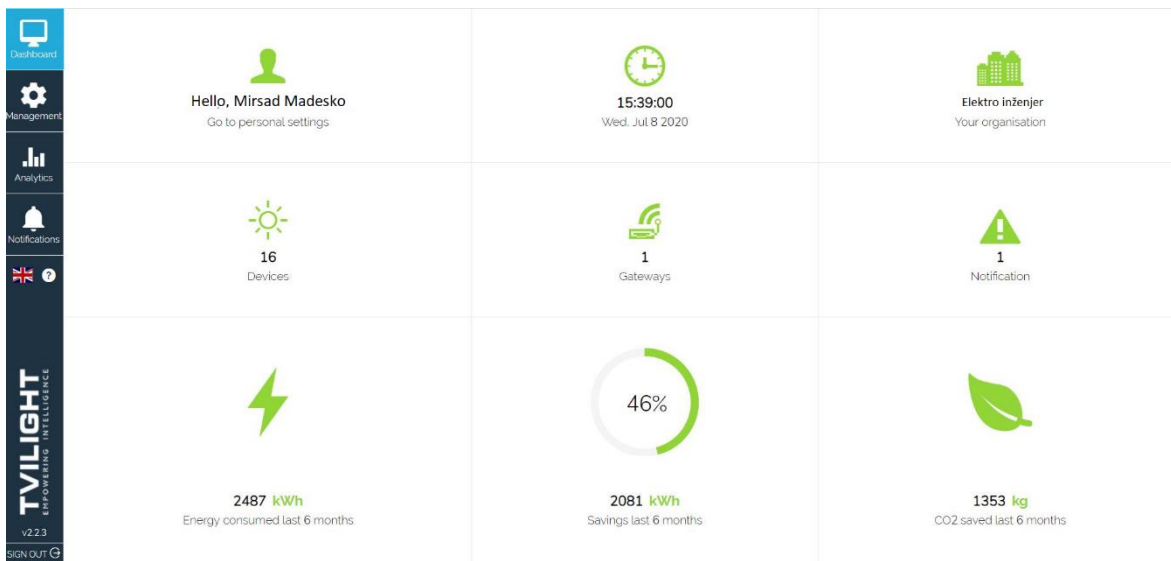 Dashboard
Management
Analytics
Notifications
?
TVILIGHT
EMPOWERING INTELLIGENCE
v2.2.3
SIGN OUT
Hello, Mirsad Madesko
Go to personal settings
15:39:00
Wed. Jul 8 2020
Elektro inženjer
Your organisation
16
Devices
1
Gateways
1
Notification
2487 kWh
Energy consumed last 6 months
46%
2081 kWh
Savings last 6 months
1353 kg
CO2 saved last 6 months